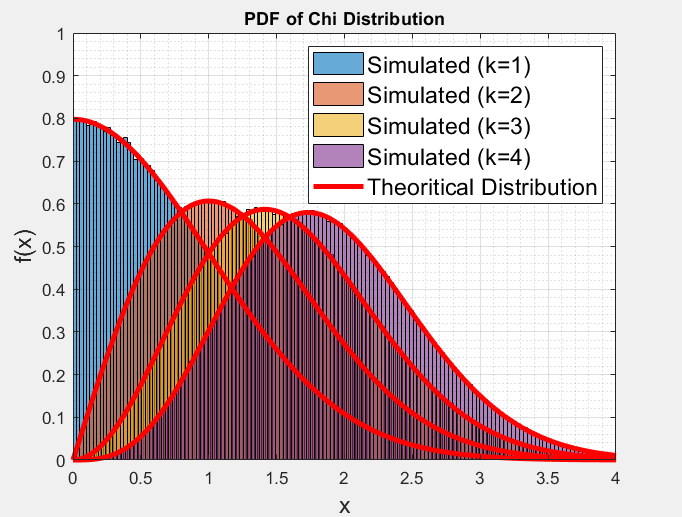 PDF of Chi Distribution
1
0.9
0.8
0.7
0.6
0.5
0.4
0.3
0.2
0.1
0
f(x)
Simulated (k=1)
Simulated (k=2)
Simulated (k=3)
Simulated (k=4)
Theoritical Distribution
0 0.5 1 1.5 2 2.5 3 3.5 4
x